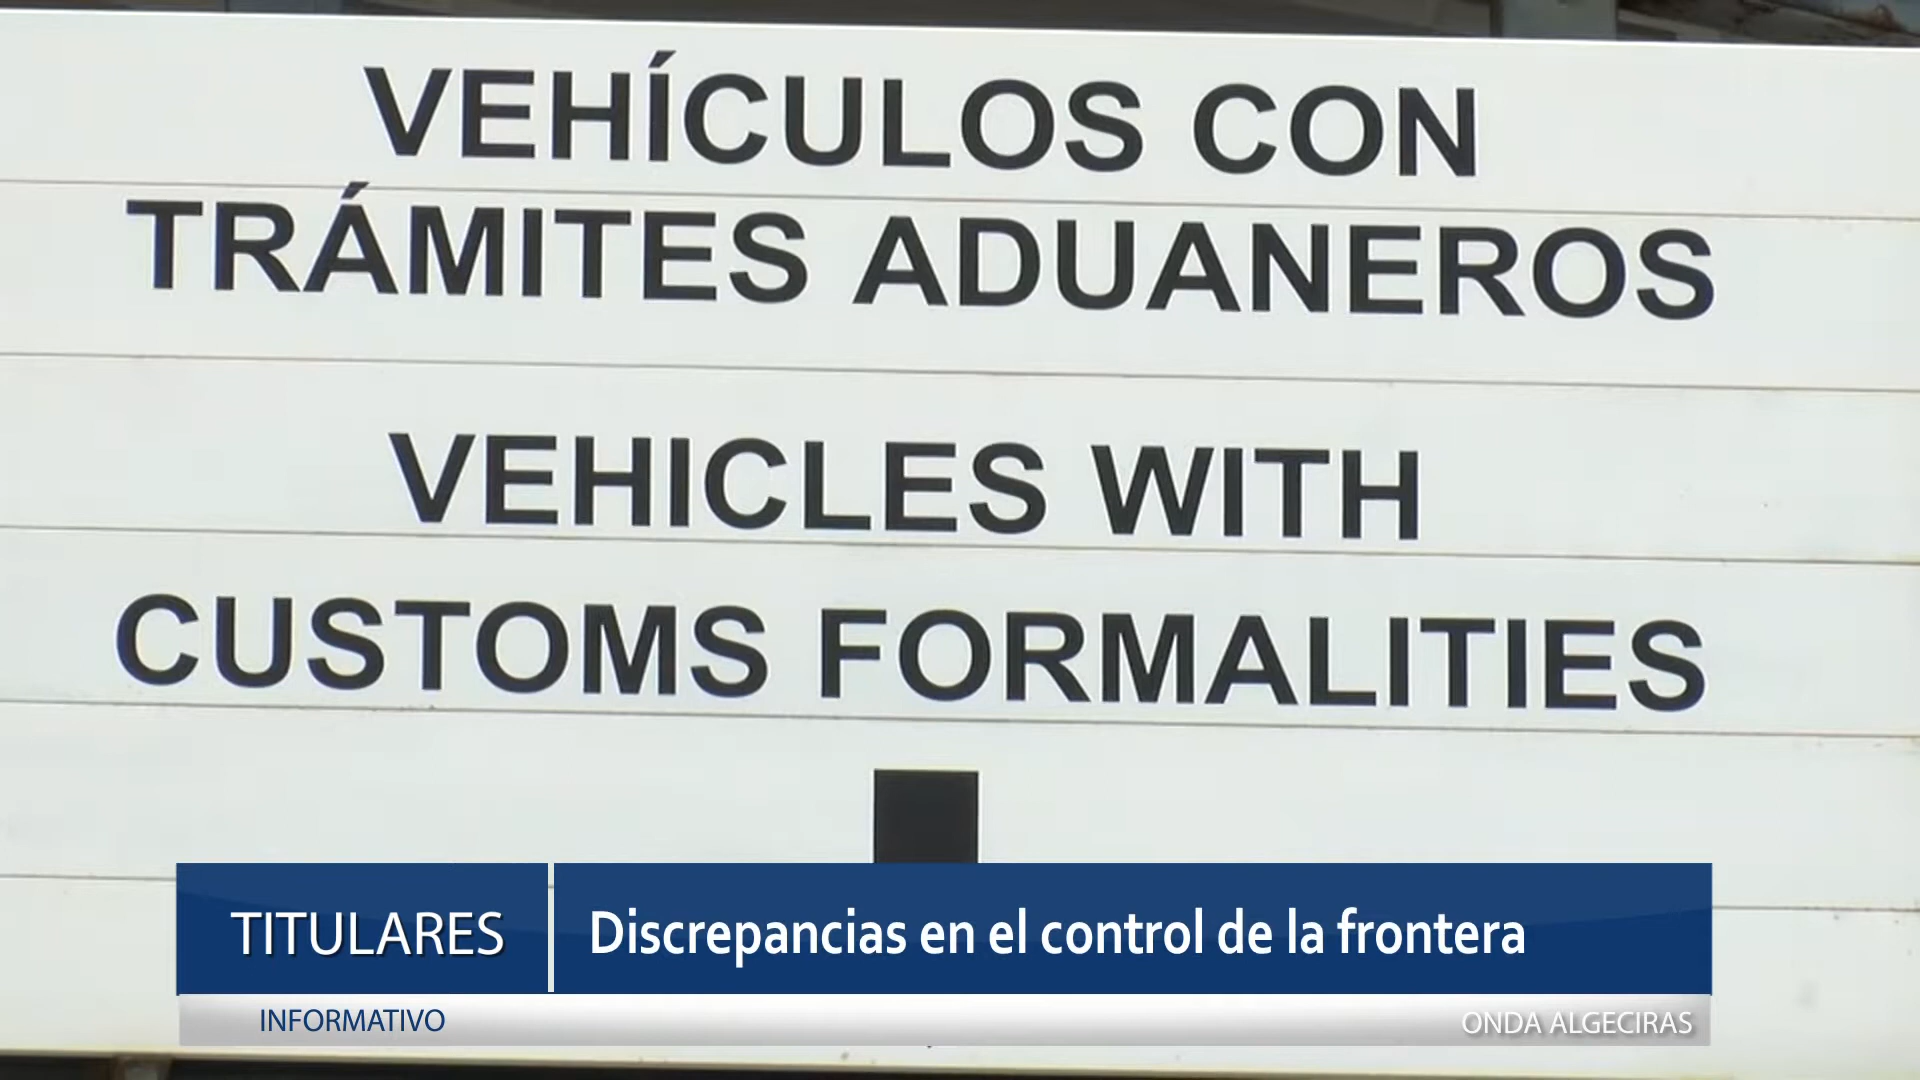 VEHÍCULOS CON
TRÁMITES ADUANEROS
VEHICLES WITH
CUSTOMS FORMALITIES
TITULARES
Discrepancias en el control de la frontera
INFORMATIVO
ONDA ALGECIRAS